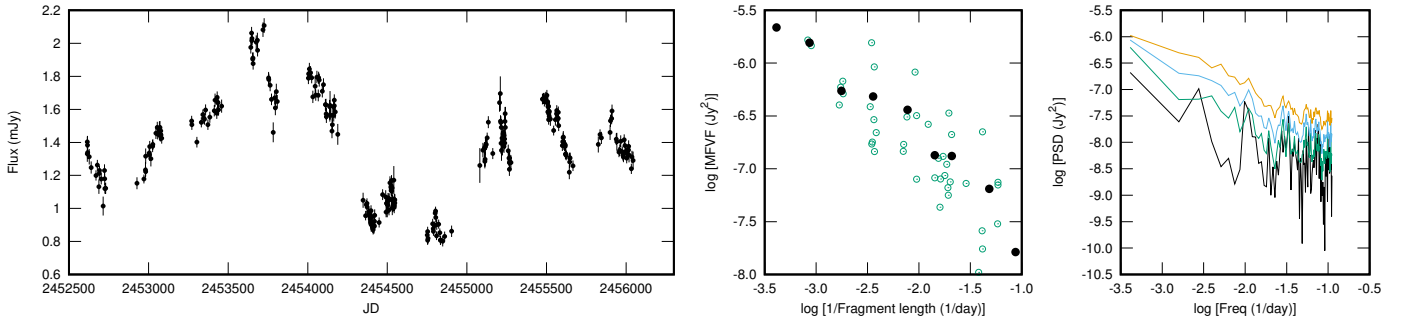 2.2
2
1.8
1.6
1.4
1.2
1
0.8
0.6
Flux (mJy)
2452500 2453000 2453500 2454000 2454500 2455000 2455500 2456000
JD
-5.5
-6.0
-6.5
-7.0
-7.5
-8.0
log [MFVF (Jy²)]
-3.5 -3.0 -2.5 -2.0 -1.5 -1.0
log [1/Fragment length (1/day)]
-5.5
-6.0
-6.5
-7.0
-7.5
-8.0
-8.5
-9.0
-9.5
-10.0
-10.5
log [PSD (Jy²)]
-3.5 -3.0 -2.5 -2.0 -1.5 -1.0 -0.5
log [Freq (1/day)]